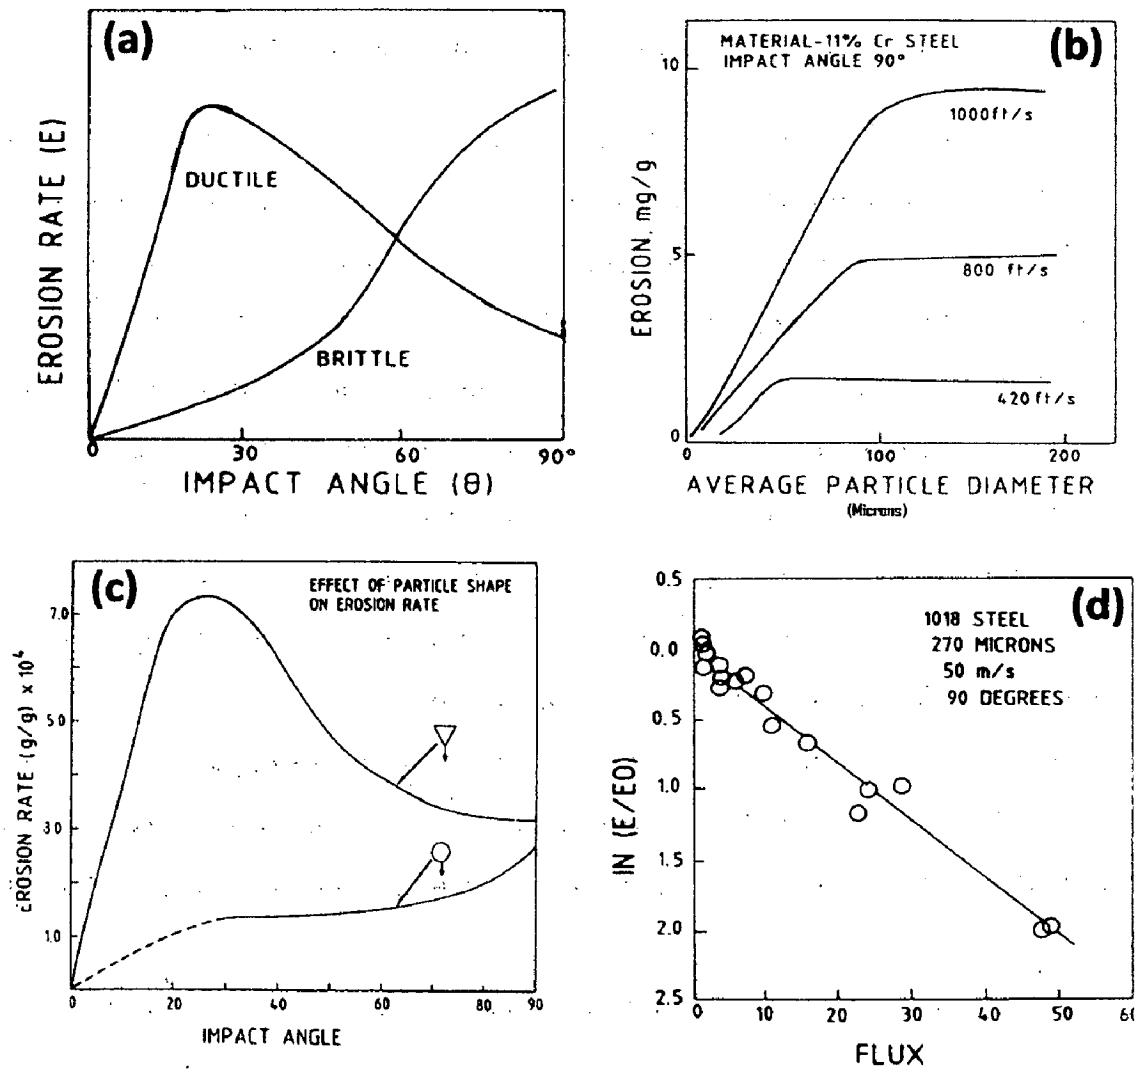 (a)
EROSION RATE (E)
DUCTILE
BRITTLE
0 30 60 90°
IMPACT ANGLE (θ)
(b)
MATERIAL-11% Cr STEEL
IMPACT ANGLE 90°
EROSION, mg/g
10
5
0
1000ft/s
800 ft/s
420ft/s
0 100 200
AVERAGE PARTICLE DIAMETER
(Microns)
(c)
EFFECT OF PARTICLE SHAPE
ON EROSION RATE
EROSION RATE (g/g) x 10⁴
7.0
5.0
3.0
1.0
0 20 40 60 80 90
IMPACT ANGLE
(d)
1018 STEEL
270 MICRONS
50 m/s
90 DEGREES
IN (E/EO)
0.5
0.0
0.5
1.0
1.5
2.0
2.5
0 10 20 30 40 50 60
FLUX